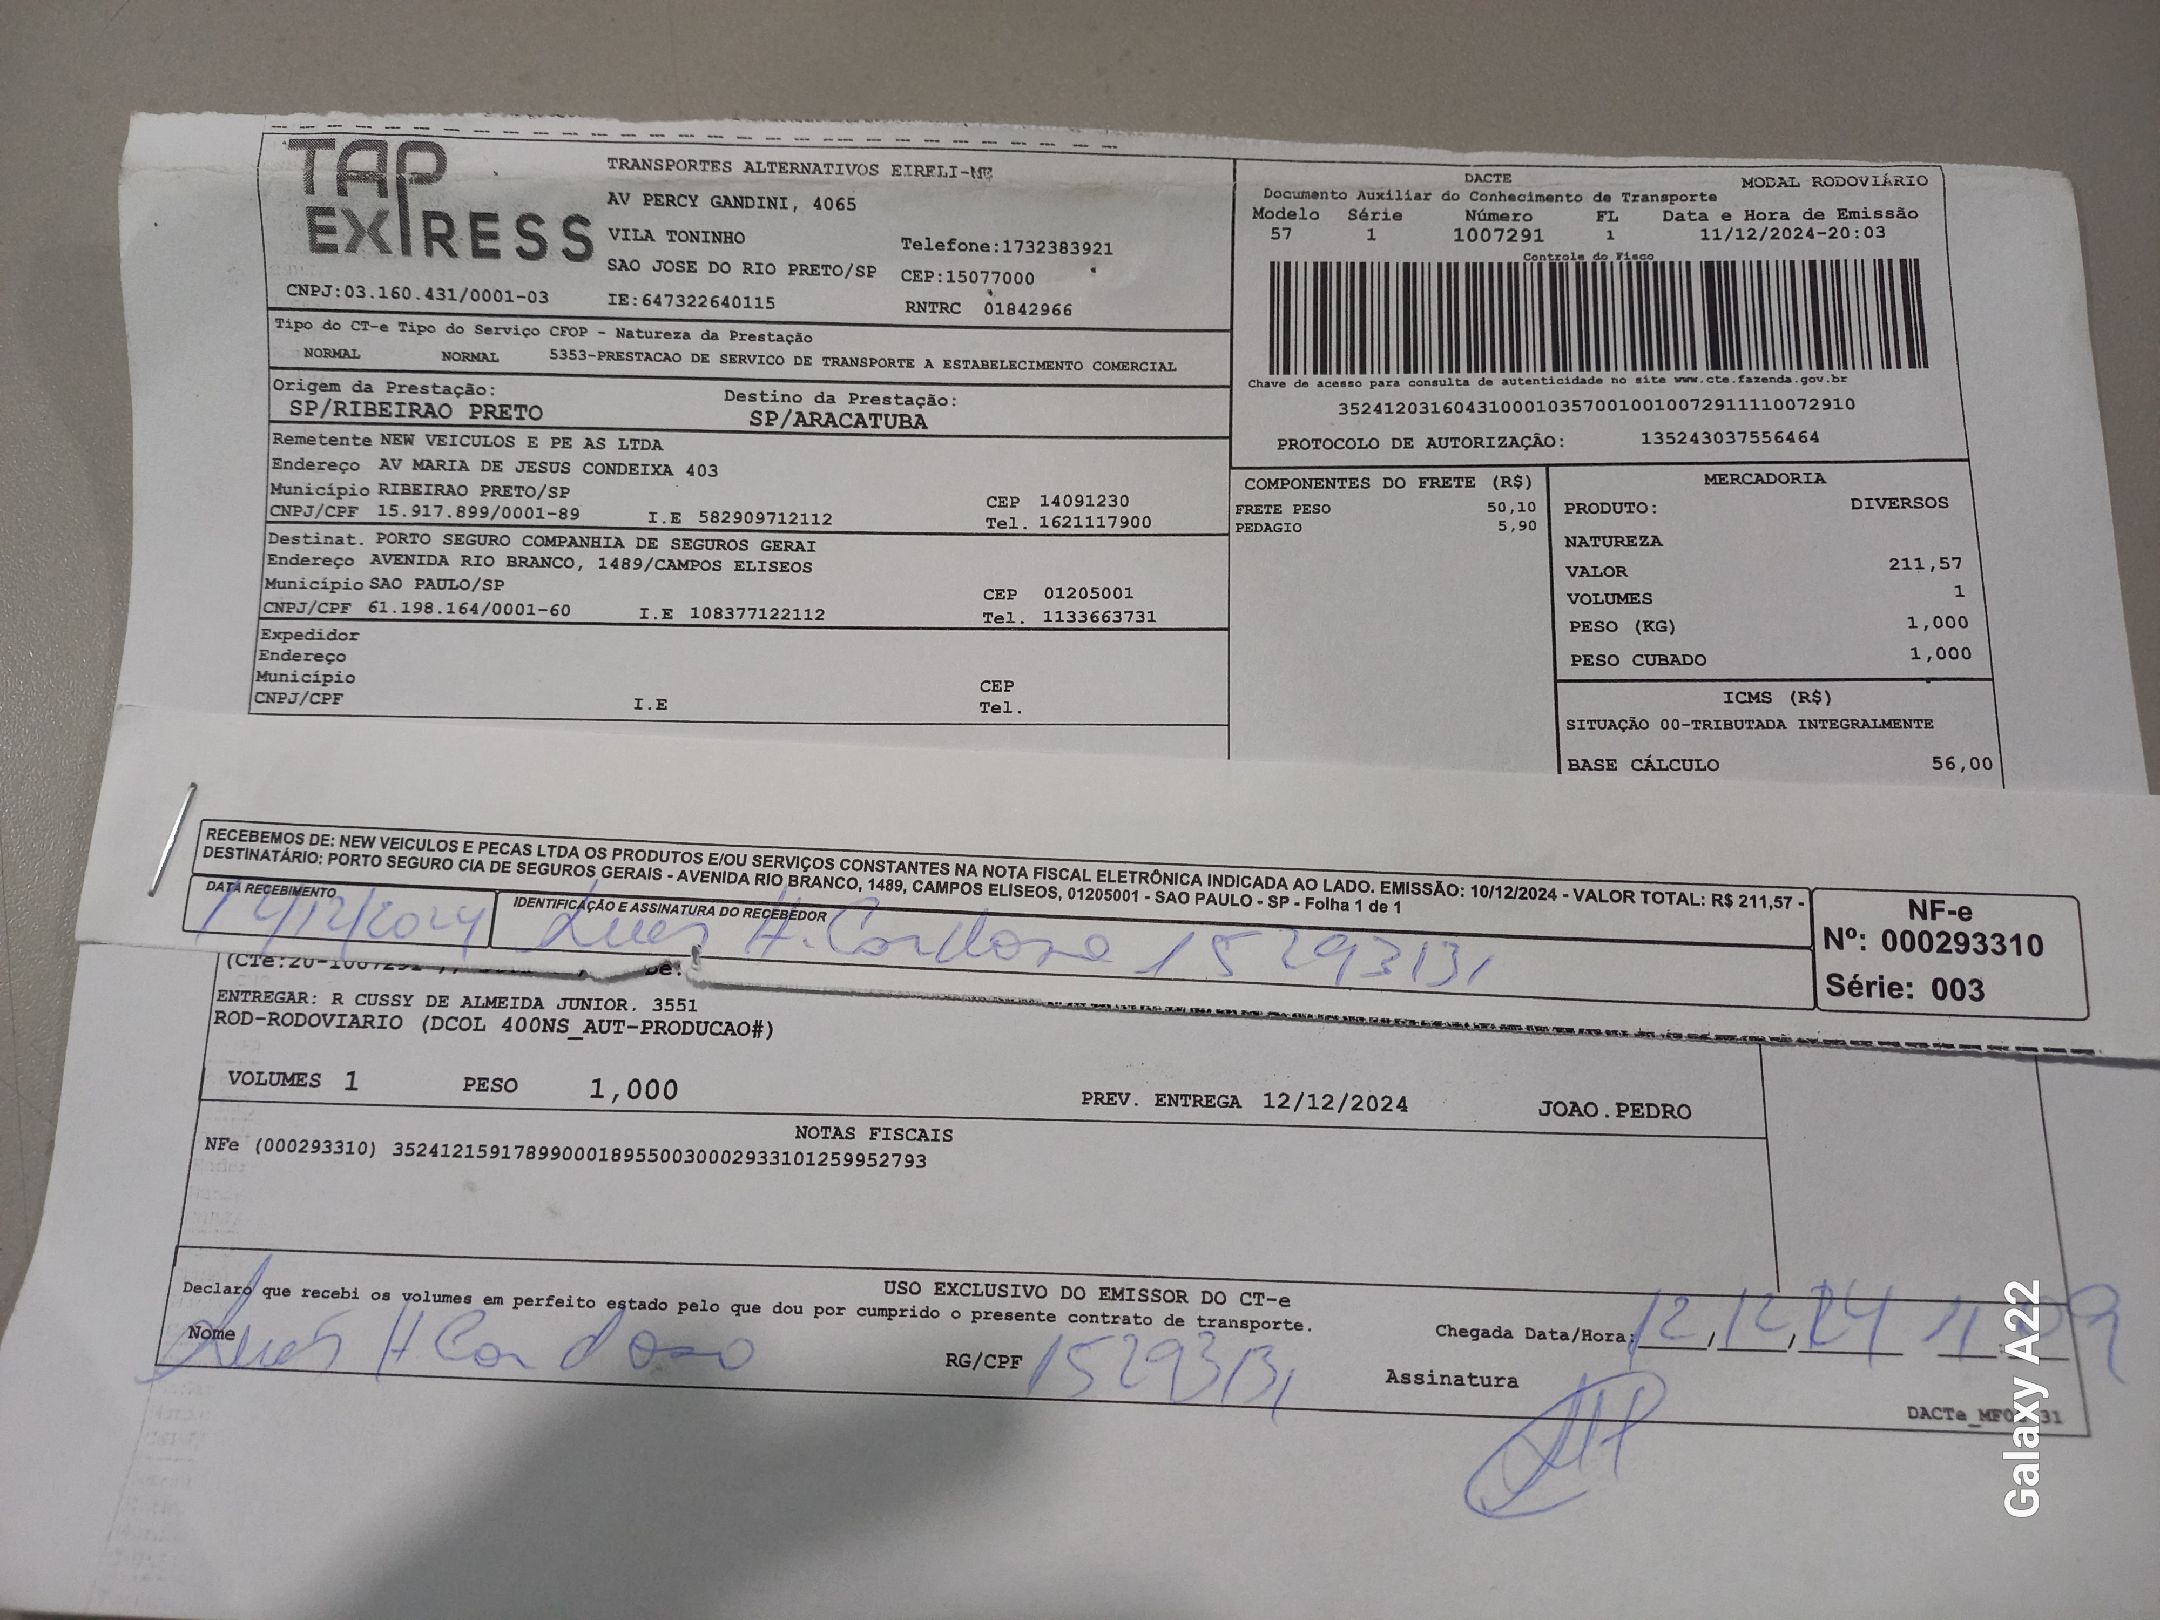 TAP EXPRESS
TRANSPORTES ALTERNATIVOS EIRELI-ME
AV PERCY GANDINI, 4065
VILA TONINHO Telefone:1732383921
SAO JOSE DO RIO PRETO/SP CEP:15077000
CNPJ:03.160.431/0001-03 IE:647322640115 RNTRC 01842966
DACTE MODAL RODOVIÁRIO
Documento Auxiliar do Conhecimento de Transporte
Modelo Série Número FL Data e Hora de Emissão
57 1 1007291 1 11/12/2024-20:03
Controle do Fisco
Chave de acesso para consulta de autenticidade no site www.cte.fazenda.gov.br
35241203160431000103570010010072911110072910
PROTOCOLO DE AUTORIZAÇÃO: 135243037556464
Tipo do CT-e Tipo do Serviço CFOP - Natureza da Prestação
NORMAL NORMAL 5353-PRESTACAO DE SERVICO DE TRANSPORTE A ESTABELECIMENTO COMERCIAL
Origem da Prestação: Destino da Prestação:
SP/RIBEIRAO PRETO SP/ARACATUBA
Remetente NEW VEICULOS E PE AS LTDA
Endereço AV MARIA DE JESUS CONDEIXA 403
Município RIBEIRAO PRETO/SP CEP 14091230
CNPJ/CPF 15.917.899/0001-89 I.E 582909712112 Tel. 1621117900
Destinat. PORTO SEGURO COMPANHIA DE SEGUROS GERAI
Endereço AVENIDA RIO BRANCO, 1489/CAMPOS ELISEOS
Município SAO PAULO/SP CEP 01205001
CNPJ/CPF 61.198.164/0001-60 I.E 108377122112 Tel. 1133663731
Expedidor
Endereço
Município CEP
CNPJ/CPF I.E Tel.
COMPONENTES DO FRETE (R$)
FRETE PESO 50,10
PEDAGIO 5,90
MERCADORIA
PRODUTO: DIVERSOS
NATUREZA
VALOR 211,57
VOLUMES 1
PESO (KG) 1,000
PESO CUBADO 1,000
ICMS (R$)
SITUAÇÃO 00-TRIBUTADA INTEGRALMENTE
BASE CÁLCULO 56,00
RECEBEMOS DE: NEW VEICULOS E PECAS LTDA OS PRODUTOS E/OU SERVIÇOS CONSTANTES NA NOTA FISCAL ELETRÔNICA INDICADA AO LADO. EMISSÃO: 10/12/2024 - VALOR TOTAL: R$ 211,57 -
DESTINATÁRIO: PORTO SEGURO CIA DE SEGUROS GERAIS - AVENIDA RIO BRANCO, 1489, CAMPOS ELÍSEOS, 01205001 - SAO PAULO - SP - Folha 1 de 1
DATA RECEBIMENTO IDENTIFICAÇÃO E ASSINATURA DO RECEBEDOR
12/12/2024 H. Cardoso 15293131
NF-e
Nº: 000293310
Série: 003
(CTe:20-1007291
ENTREGAR: R CUSSY DE ALMEIDA JUNIOR. 3551
ROD-RODOVIARIO (DCOL 400NS_AUT-PRODUCAO#)
VOLUMES 1 PESO 1,000 PREV. ENTREGA 12/12/2024 JOAO.PEDRO
NOTAS FISCAIS
NFe (000293310) 35241215917899000189550030002933101259952793
USO EXCLUSIVO DO EMISSOR DO CT-e
Declaro que recebi os volumes em perfeito estado pelo que dou por cumprido o presente contrato de transporte.
Nome H Cardoso RG/CPF 15293131 Chegada Data/Hora: 12, 12, 24 11:09
Assinatura
Galaxy A22